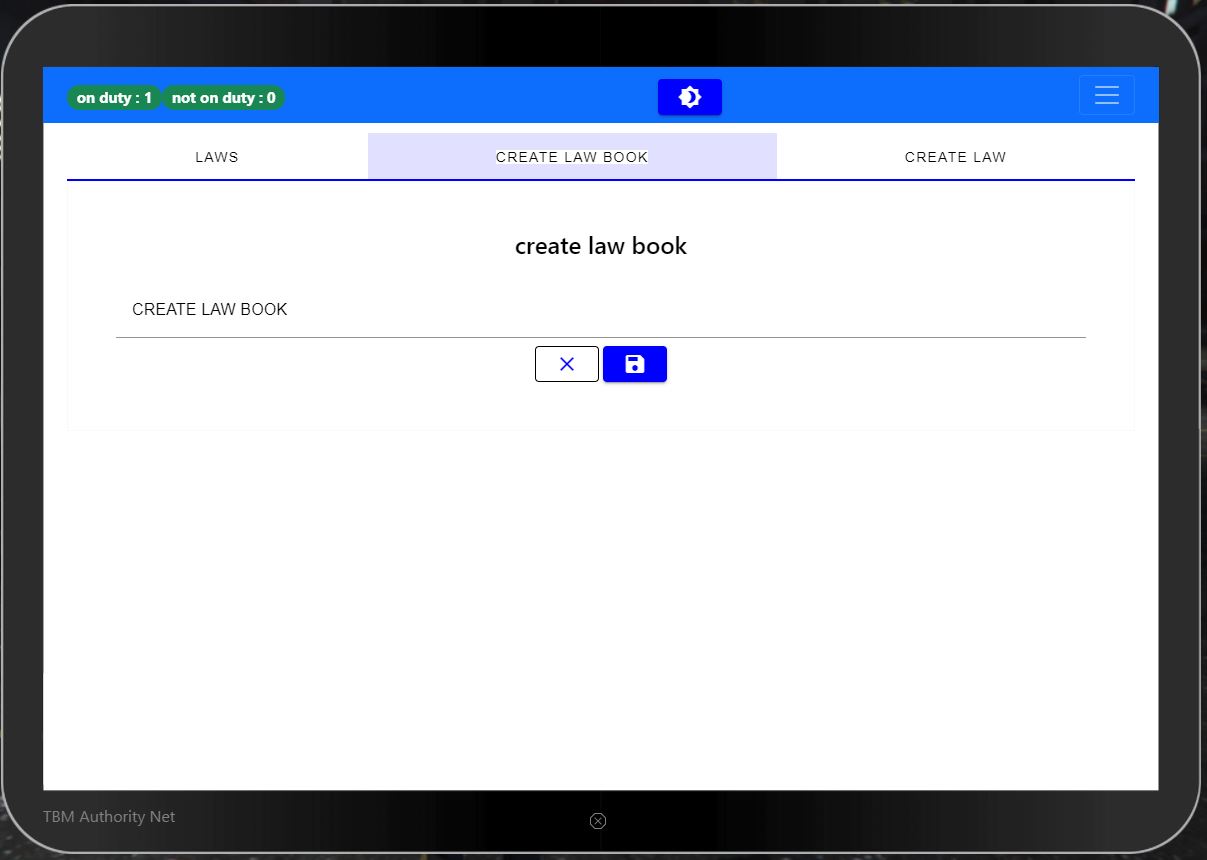 on duty : 1 not on duty : 0
LAWS CREATE LAW BOOK CREATE LAW
create law book
CREATE LAW BOOK
TBM Authority Net